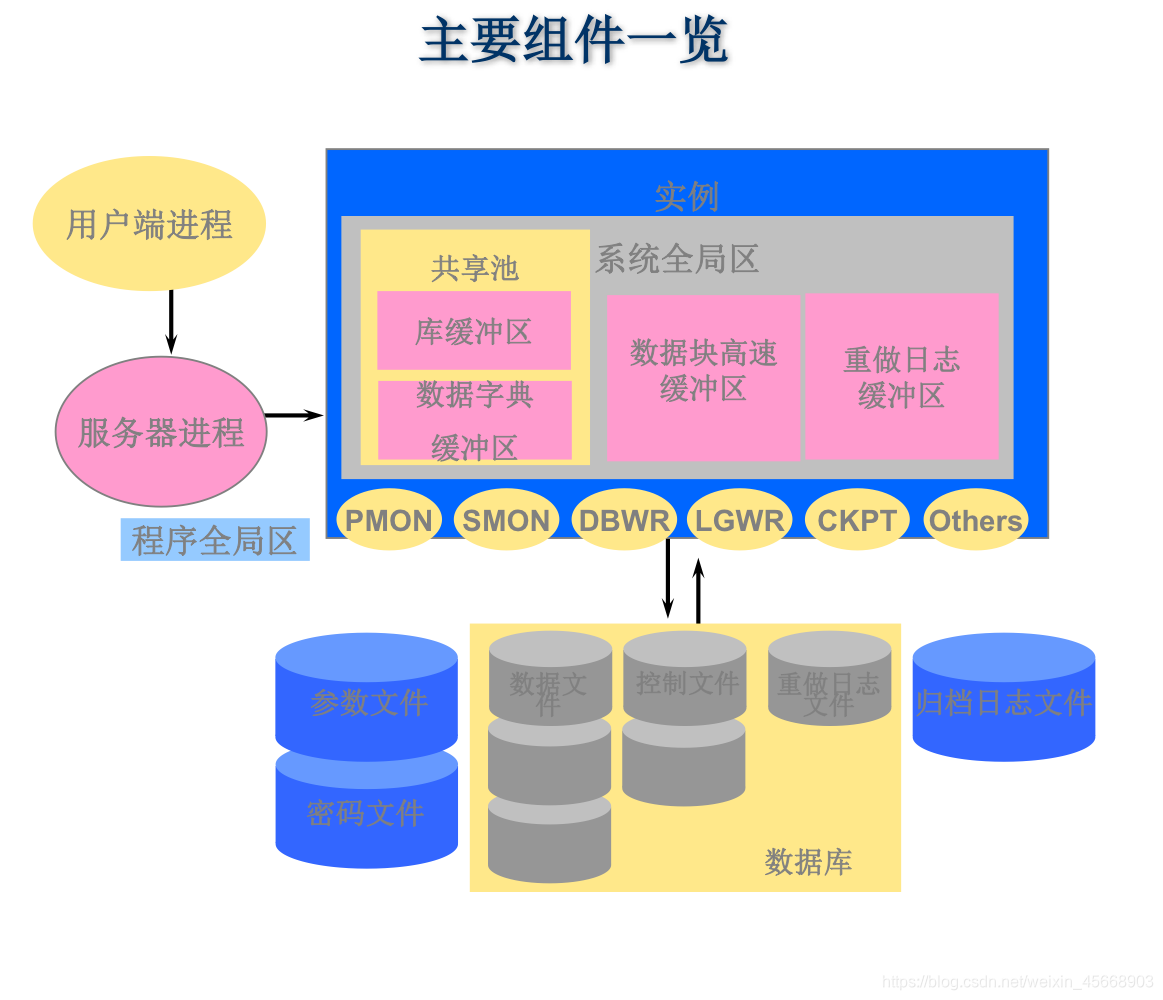 主要组件一览
用户端进程
服务器进程
程序全局区
实例
系统全局区
共享池
库缓冲区
数据字典
缓冲区
数据块高速
缓冲区
重做日志
缓冲区
PMON
SMON
DBWR
LGWR
CKPT
Others
参数文件
密码文件
数据文
件
控制文件
重做日志
文件
数据库
归档日志文件
https://blog.csdn.net/weixin_45668903